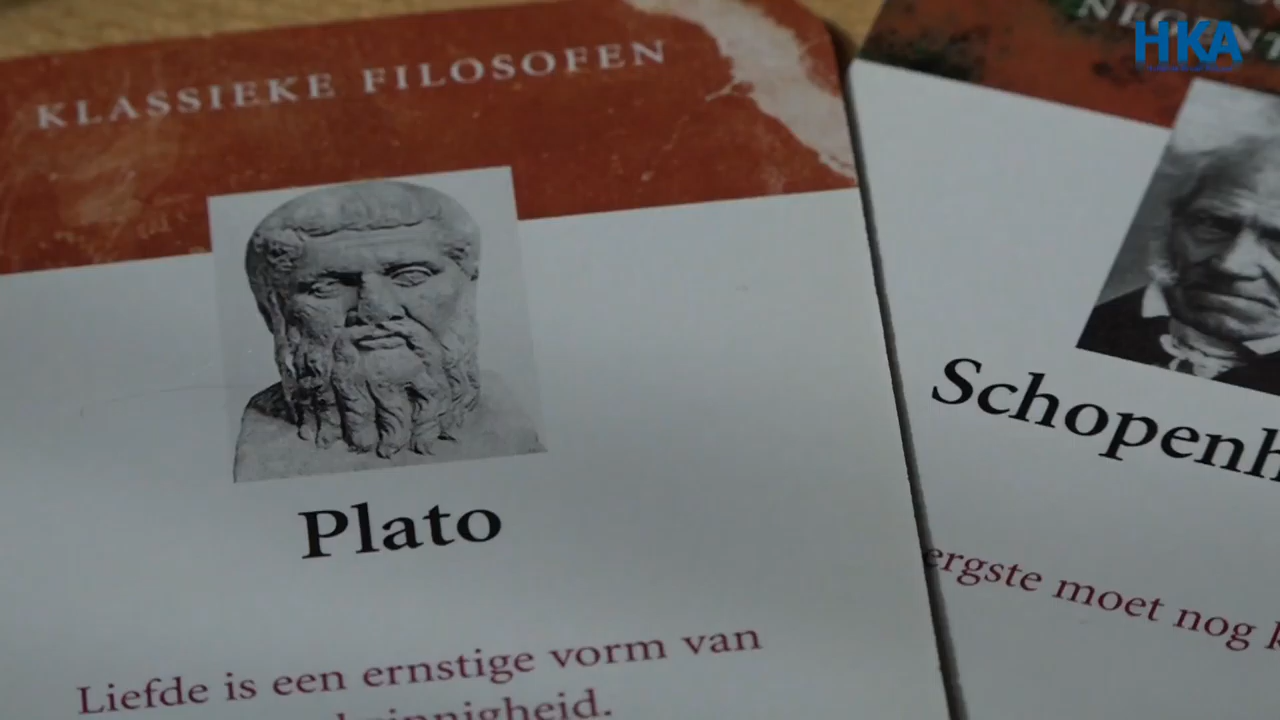 KLASSIEKE FILOSOFEN
Plato
Liefde is een ernstige vorm van
HKA
Schopenh
ergste moet nog